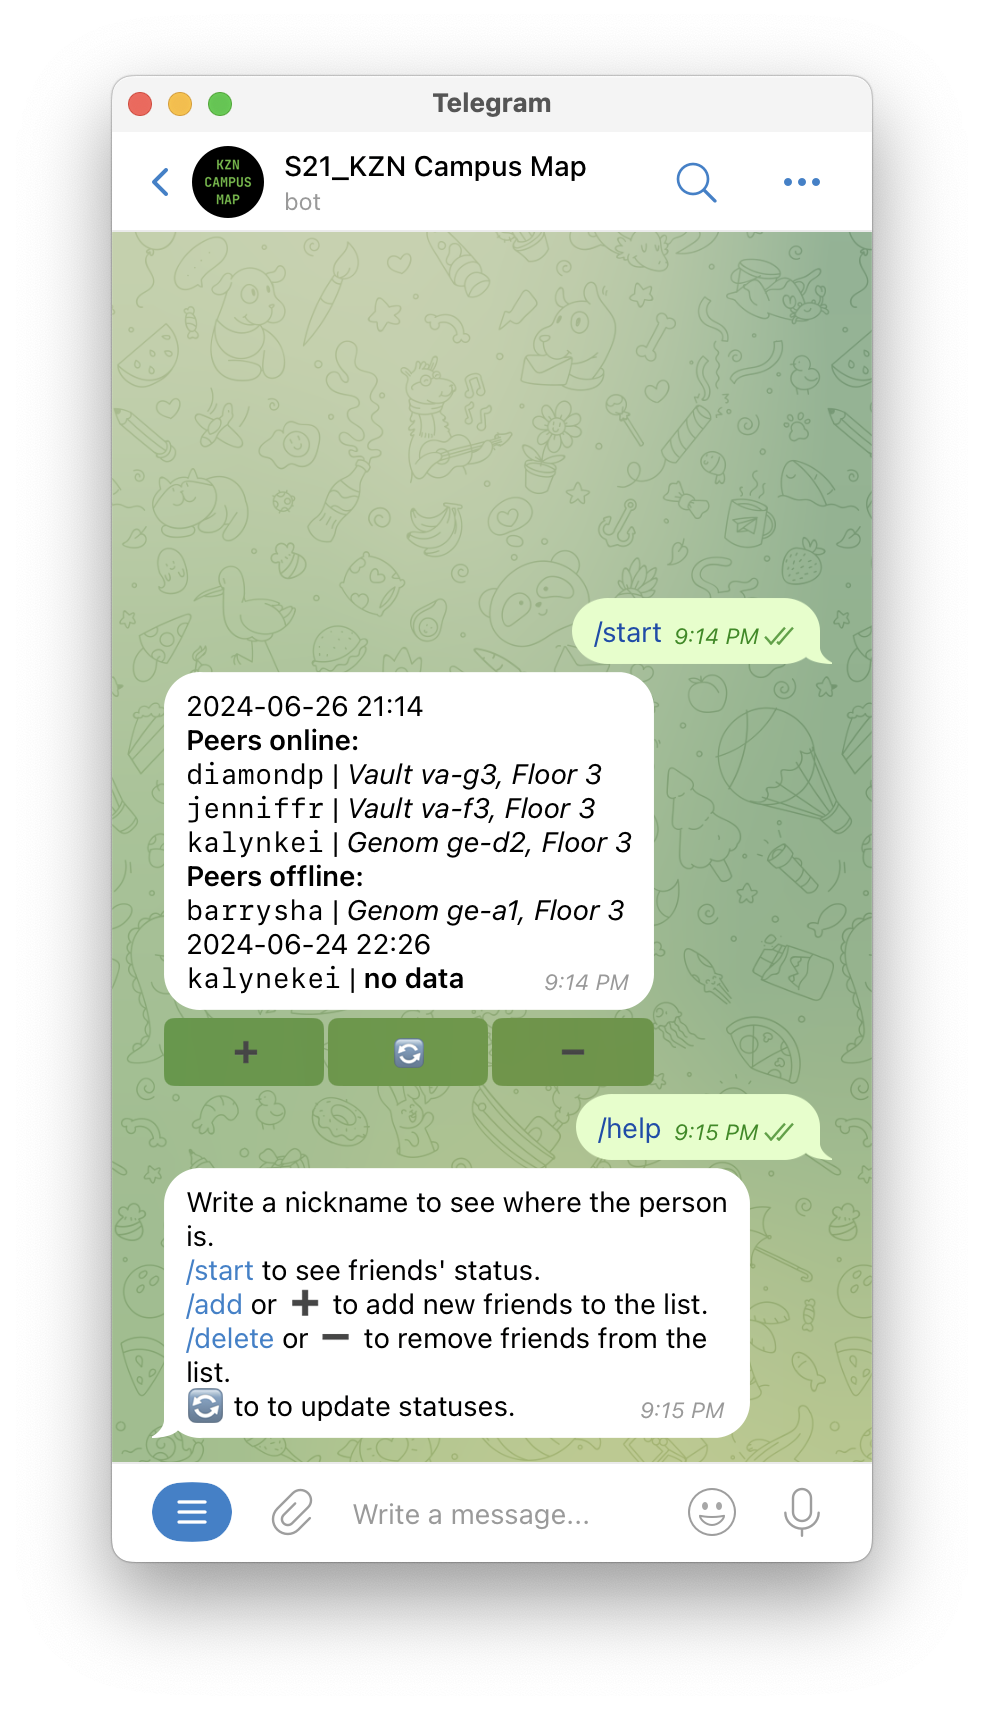 Telegram
KZN
CAMPUS
MAP
S21_KZN Campus Map
bot
/start 9:14 PM
2024-06-26 21:14
Peers online:
diamondp | Vault va-g3, Floor 3
jenniffr | Vault va-f3, Floor 3
kalynkei | Genom ge-d2, Floor 3
Peers offline:
barrysha | Genom ge-a1, Floor 3
2024-06-24 22:26
kalynekei | no data 9:14 PM
/help 9:15 PM
Write a nickname to see where the person
is.
/start to see friends' status.
/add or ➕ to add new friends to the list.
/delete or ➖ to remove friends from the
list.
🔄 to to update statuses. 9:15 PM
Write a message...